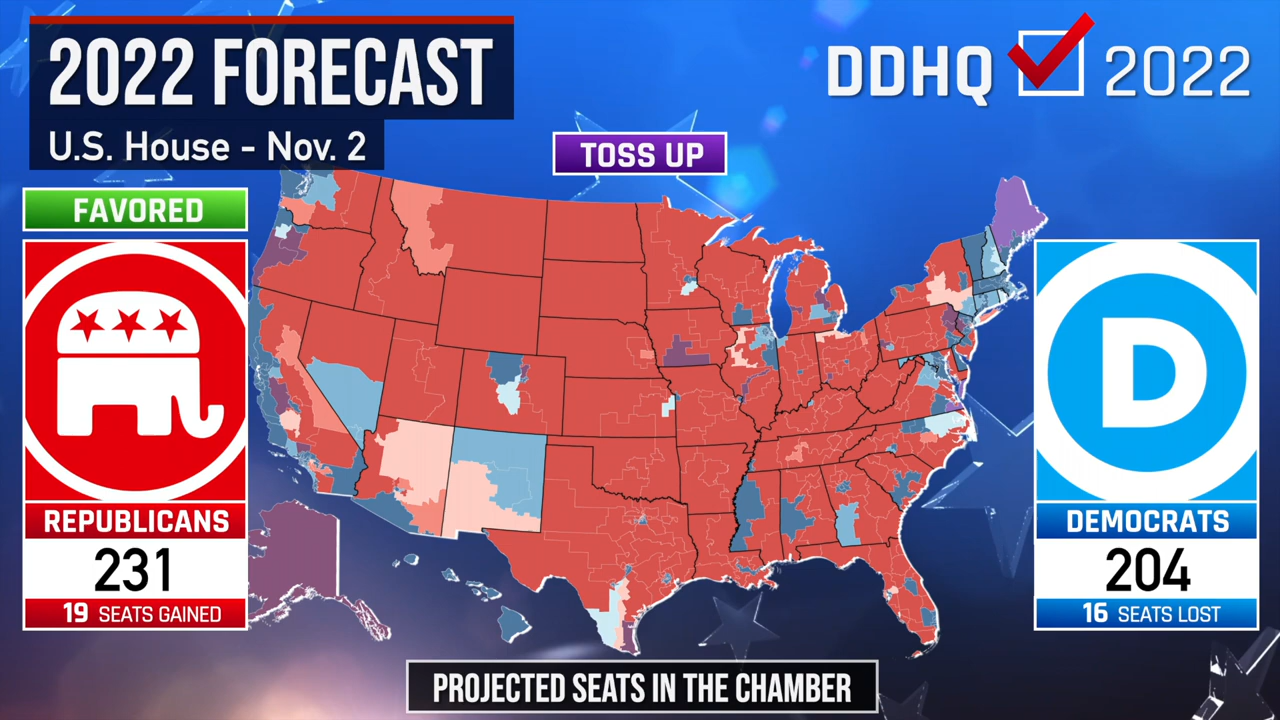 2022 FORECAST
U.S. House - Nov. 2
DDHQ 2022
TOSS UP
FAVORED
REPUBLICANS
231
19 SEATS GAINED
D
DEMOCRATS
204
16 SEATS LOST
PROJECTED SEATS IN THE CHAMBER